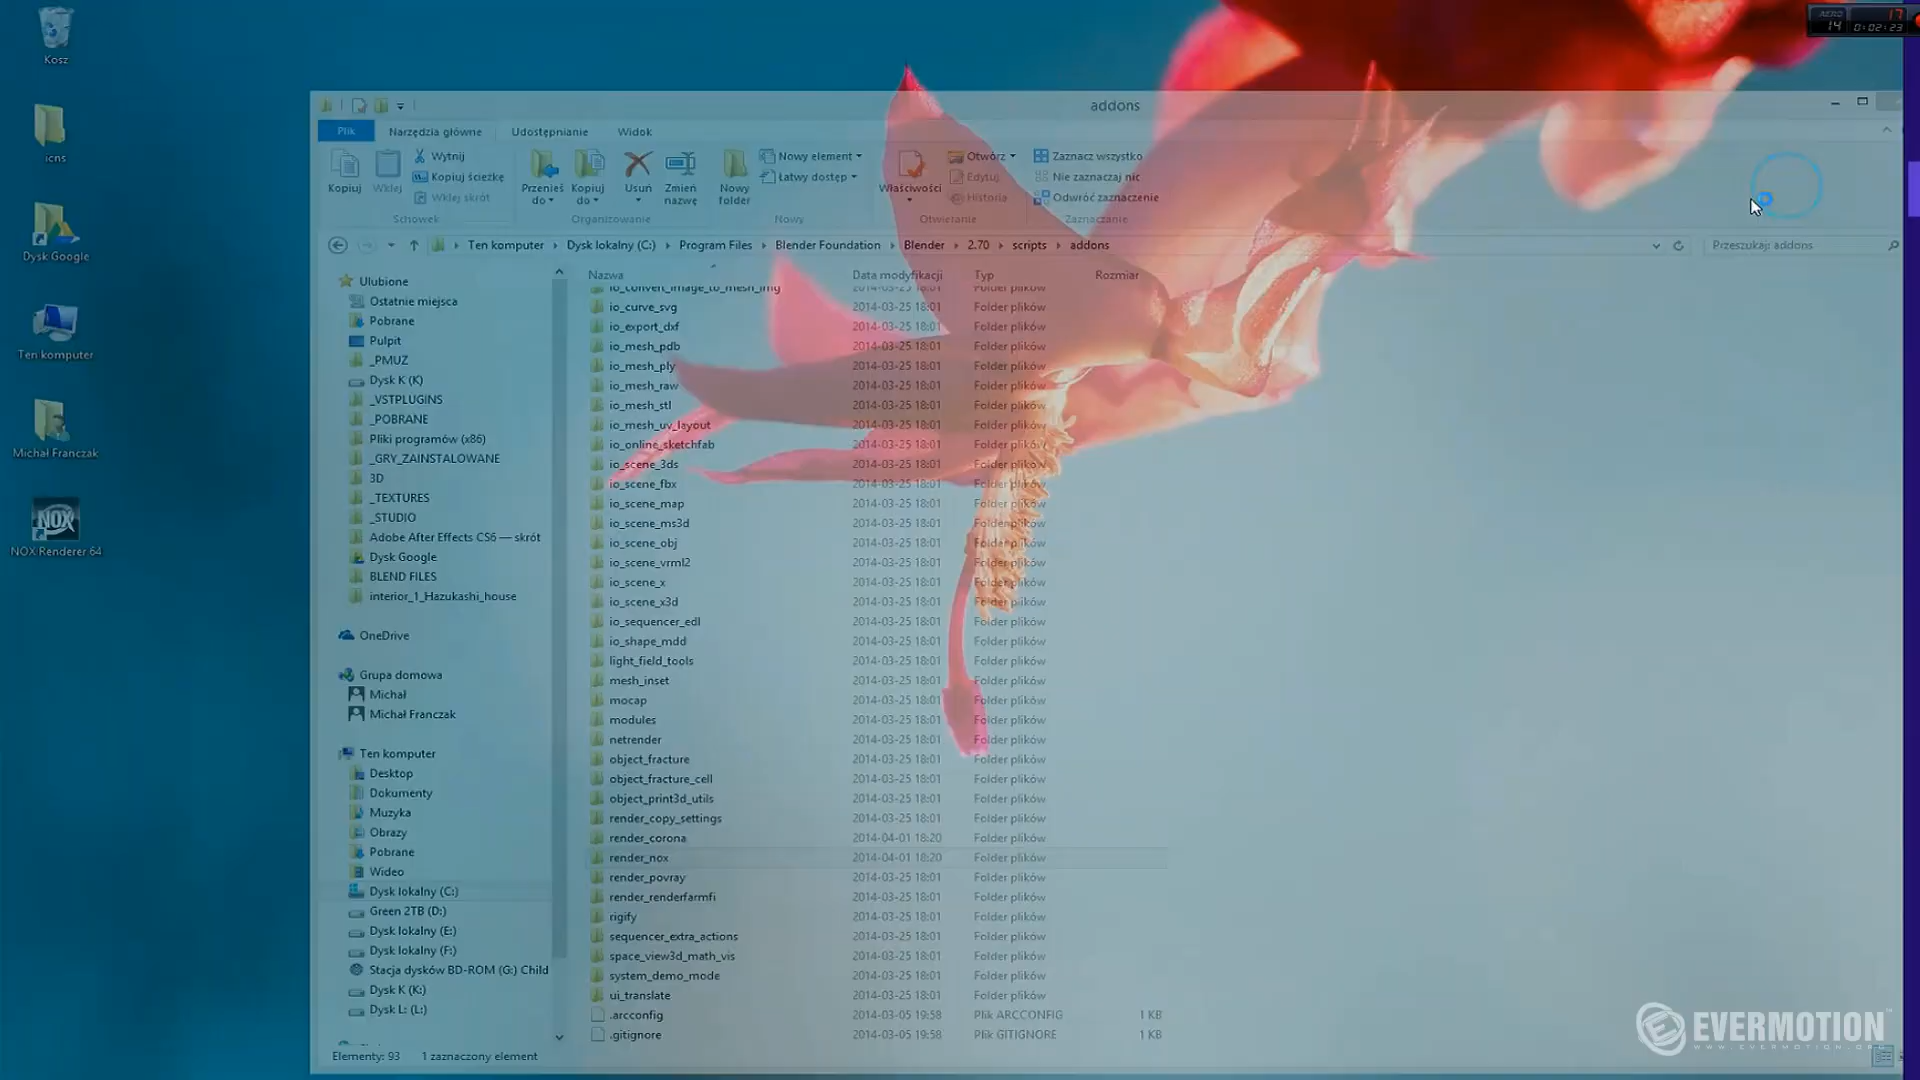 Kosz
icns
Dysk Google
Ten komputer
Michał Franczak
NOX
NOX Renderer 64
AERO
14
17
0:02:23
addons
Plik
Narzędzia główne
Udostępnianie
Widok
Kopiuj
Wklej
Wytnij
Kopiuj ścieżkę
Wklej skrót
Schowek
Przenieś do
Kopiuj do
Usuń
Zmień nazwę
Organizowanie
Nowy folder
Nowy element
Łatwy dostęp
Nowy
Właściwości
Otwórz
Edytuj
Historia
Otwieranie
Zaznacz wszystko
Nie zaznaczaj nic
Odwróć zaznaczenie
Zaznaczanie
Ten komputer
Dysk lokalny (C:)
Program Files
Blender Foundation
Blender
2.70
scripts
addons
Przeszukaj: addons
Ulubione
Ostatnie miejsca
Pobrane
Pulpit
_PMUZ
Dysk K (K)
_VSTPLUGINS
_POBRANE
Pliki programów (x86)
_GRY_ZAINSTALOWANE
3D
_TEXTURES
_STUDIO
Adobe After Effects CS6 — skrót
Dysk Google
BLEND FILES
interior_1_Hazukashi_house
OneDrive
Grupa domowa
Michał
Michał Franczak
Ten komputer
Desktop
Dokumenty
Muzyka
Obrazy
Pobrane
Wideo
Dysk lokalny (C:)
Green 2TB (D:)
Dysk lokalny (E:)
Dysk lokalny (F:)
Stacja dysków BD-ROM (G:) Child
Dysk K (K:)
Dysk L: (L:)
Nazwa Data modyfikacji Typ Rozmiar
io_convert_image_to_mesh_img 2014-03-25 18:01 Folder plików
io_curve_svg 2014-03-25 18:01 Folder plików
io_export_dxf 2014-03-25 18:01 Folder plików
io_mesh_pdb 2014-03-25 18:01 Folder plików
io_mesh_ply 2014-03-25 18:01 Folder plików
io_mesh_raw 2014-03-25 18:01 Folder plików
io_mesh_stl 2014-03-25 18:01 Folder plików
io_mesh_uv_layout 2014-03-25 18:01 Folder plików
io_online_sketchfab 2014-03-25 18:01 Folder plików
io_scene_3ds 2014-03-25 18:01 Folder plików
io_scene_fbx 2014-03-25 18:01 Folder plików
io_scene_map 2014-03-25 18:01 Folder plików
io_scene_ms3d 2014-03-25 18:01 Folder plików
io_scene_obj 2014-03-25 18:01 Folder plików
io_scene_vrml2 2014-03-25 18:01 Folder plików
io_scene_x 2014-03-25 18:01 Folder plików
io_scene_x3d 2014-03-25 18:01 Folder plików
io_sequencer_edl 2014-03-25 18:01 Folder plików
io_shape_mdd 2014-03-25 18:01 Folder plików
light_field_tools 2014-03-25 18:01 Folder plików
mesh_inset 2014-03-25 18:01 Folder plików
mocap 2014-03-25 18:01 Folder plików
modules 2014-03-25 18:01 Folder plików
netrender 2014-03-25 18:01 Folder plików
object_fracture 2014-03-25 18:01 Folder plików
object_fracture_cell 2014-03-25 18:01 Folder plików
object_print3d_utils 2014-03-25 18:01 Folder plików
render_copy_settings 2014-03-25 18:01 Folder plików
render_corona 2014-04-01 18:20 Folder plików
render_nox 2014-04-01 18:20 Folder plików
render_povray 2014-03-25 18:01 Folder plików
render_renderfarmfi 2014-03-25 18:01 Folder plików
rigify 2014-03-25 18:01 Folder plików
sequencer_extra_actions 2014-03-25 18:01 Folder plików
space_view3d_math_vis 2014-03-25 18:01 Folder plików
system_demo_mode 2014-03-25 18:01 Folder plików
ui_translate 2014-03-25 18:01 Folder plików
.arcconfig 2014-03-05 19:58 Plik ARCCONFIG 1 KB
.gitignore 2014-03-05 19:58 Plik GITIGNORE 1 KB
Elementy: 93 1 zaznaczony element
EVERMOTION™
WWW.EVERMOTION.ORG